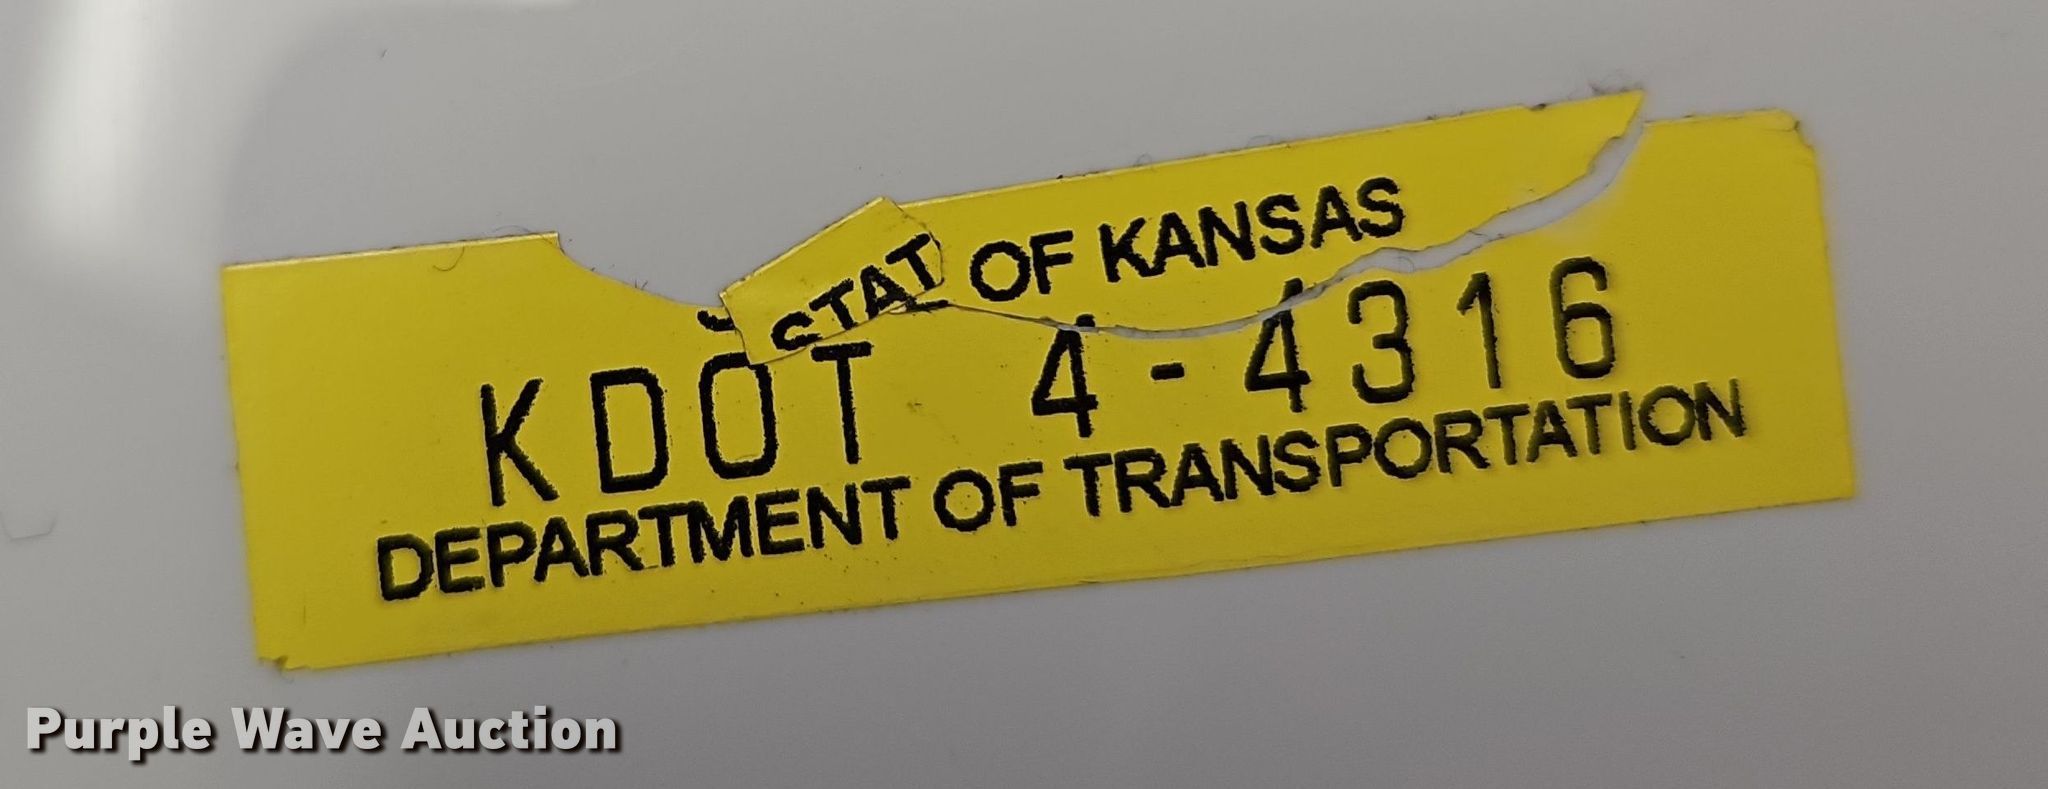 STAT OF KANSAS
KDOT 4-4316
DEPARTMENT OF TRANSPORTATION
Purple Wave Auction